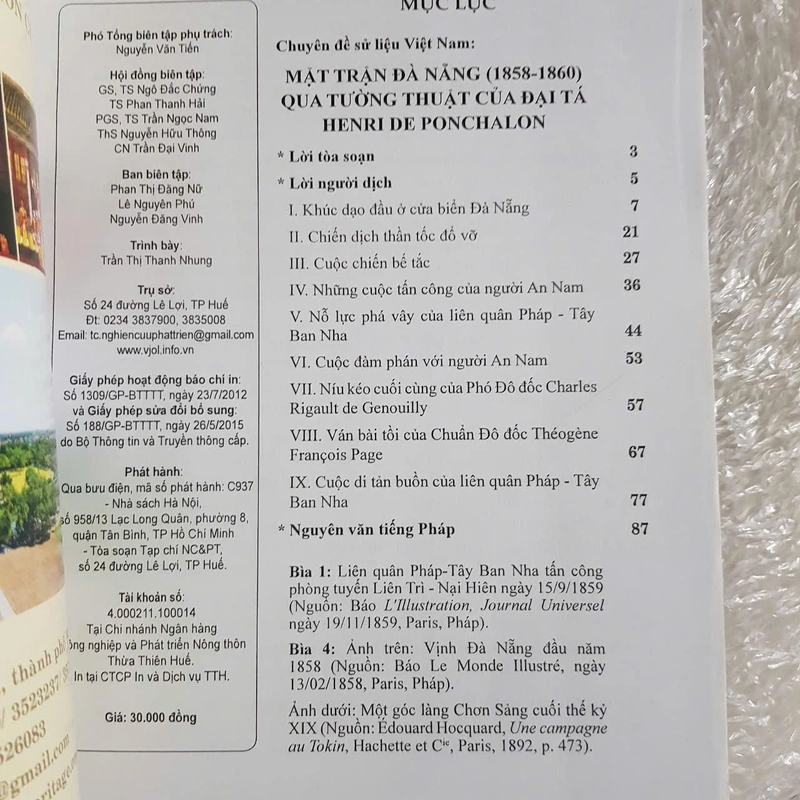 Phó Tổng biên tập phụ trách:
Nguyễn Văn Tiến
Hội đồng biên tập:
GS, TS Ngô Đắc Chứng
TS Phan Thanh Hải
PGS, TS Trần Ngọc Nam
ThS Nguyễn Hữu Thông
CN Trần Đại Vinh
Ban biên tập:
Phan Thị Đăng Nữ
Lê Nguyên Phú
Nguyễn Đăng Vinh
Trình bày:
Trần Thị Thanh Nhung
Trụ sở:
Số 24 đường Lê Lợi, TP Huế
Đt: 0234 3837900, 3835008
Email: tc.nghiencuuphattrien@gmail.com
www.vjol.info.vn
Giấy phép hoạt động báo chí in:
Số 1309/GP-BTTTT, ngày 23/7/2012
và Giấy phép sửa đổi bổ sung:
Số 188/GP-BTTTT, ngày 26/5/2015
do Bộ Thông tin và Truyền thông cấp.
Phát hành:
Qua bưu điện, mã số phát hành: C937
- Nhà sách Hà Nội,
số 958/13 Lạc Long Quân, phường 8,
quận Tân Bình, TP Hồ Chí Minh
- Tòa soạn Tạp chí NC&PT,
số 24 đường Lê Lợi, TP Huế.
Tài khoản số:
4.000211.100014
Tại Chi nhánh Ngân hàng
nghiệp và Phát triển Nông thôn
Thừa Thiên Huế.
In tại CTCP In và Dịch vụ TTH.
Giá: 30.000 đồng
MỤC LỤC
Chuyên đề sử liệu Việt Nam:
MẶT TRẬN ĐÀ NẴNG (1858-1860)
QUA TƯỜNG THUẬT CỦA ĐẠI TÁ
HENRI DE PONCHALON
* Lời tòa soạn 3
* Lời người dịch 5
I. Khúc dạo đầu ở cửa biển Đà Nẵng 7
II. Chiến dịch thần tốc đổ vỡ 21
III. Cuộc chiến bế tắc 27
IV. Những cuộc tấn công của người An Nam 36
V. Nỗ lực phá vây của liên quân Pháp - Tây
Ban Nha 44
VI. Cuộc đàm phán với người An Nam 53
VII. Níu kéo cuối cùng của Phó Đô đốc Charles
Rigault de Genouilly 57
VIII. Ván bài tồi của Chuẩn Đô đốc Théogène
François Page 67
IX. Cuộc di tản buồn của liên quân Pháp - Tây
Ban Nha 77
* Nguyên văn tiếng Pháp 87
Bìa 1: Liên quân Pháp-Tây Ban Nha tấn công
phòng tuyến Liên Trì - Nại Hiên ngày 15/9/1859
(Nguồn: Báo L'Illustration, Journal Universel
ngày 19/11/1859, Paris, Pháp).
Bìa 4: Ảnh trên: Vịnh Đà Nẵng đầu năm
1858 (Nguồn: Báo Le Monde Illustré, ngày
13/02/1858, Paris, Pháp).
Ảnh dưới: Một góc làng Chơn Sảng cuối thế kỷ
XIX (Nguồn: Édouard Hocquard, Une campagne
au Tokin, Hachette et Cie, Paris, 1892, p. 473).
thành phố
3523237/
526083
@gmail.com